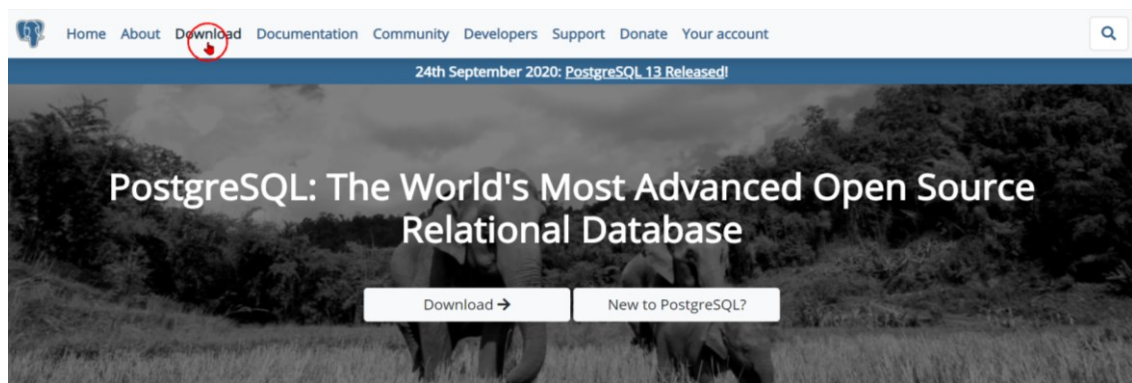 Home About Download Documentation Community Developers Support Donate Your account
24th September 2020: PostgreSQL 13 Released!
PostgreSQL: The World's Most Advanced Open Source
Relational Database
Download → New to PostgreSQL?